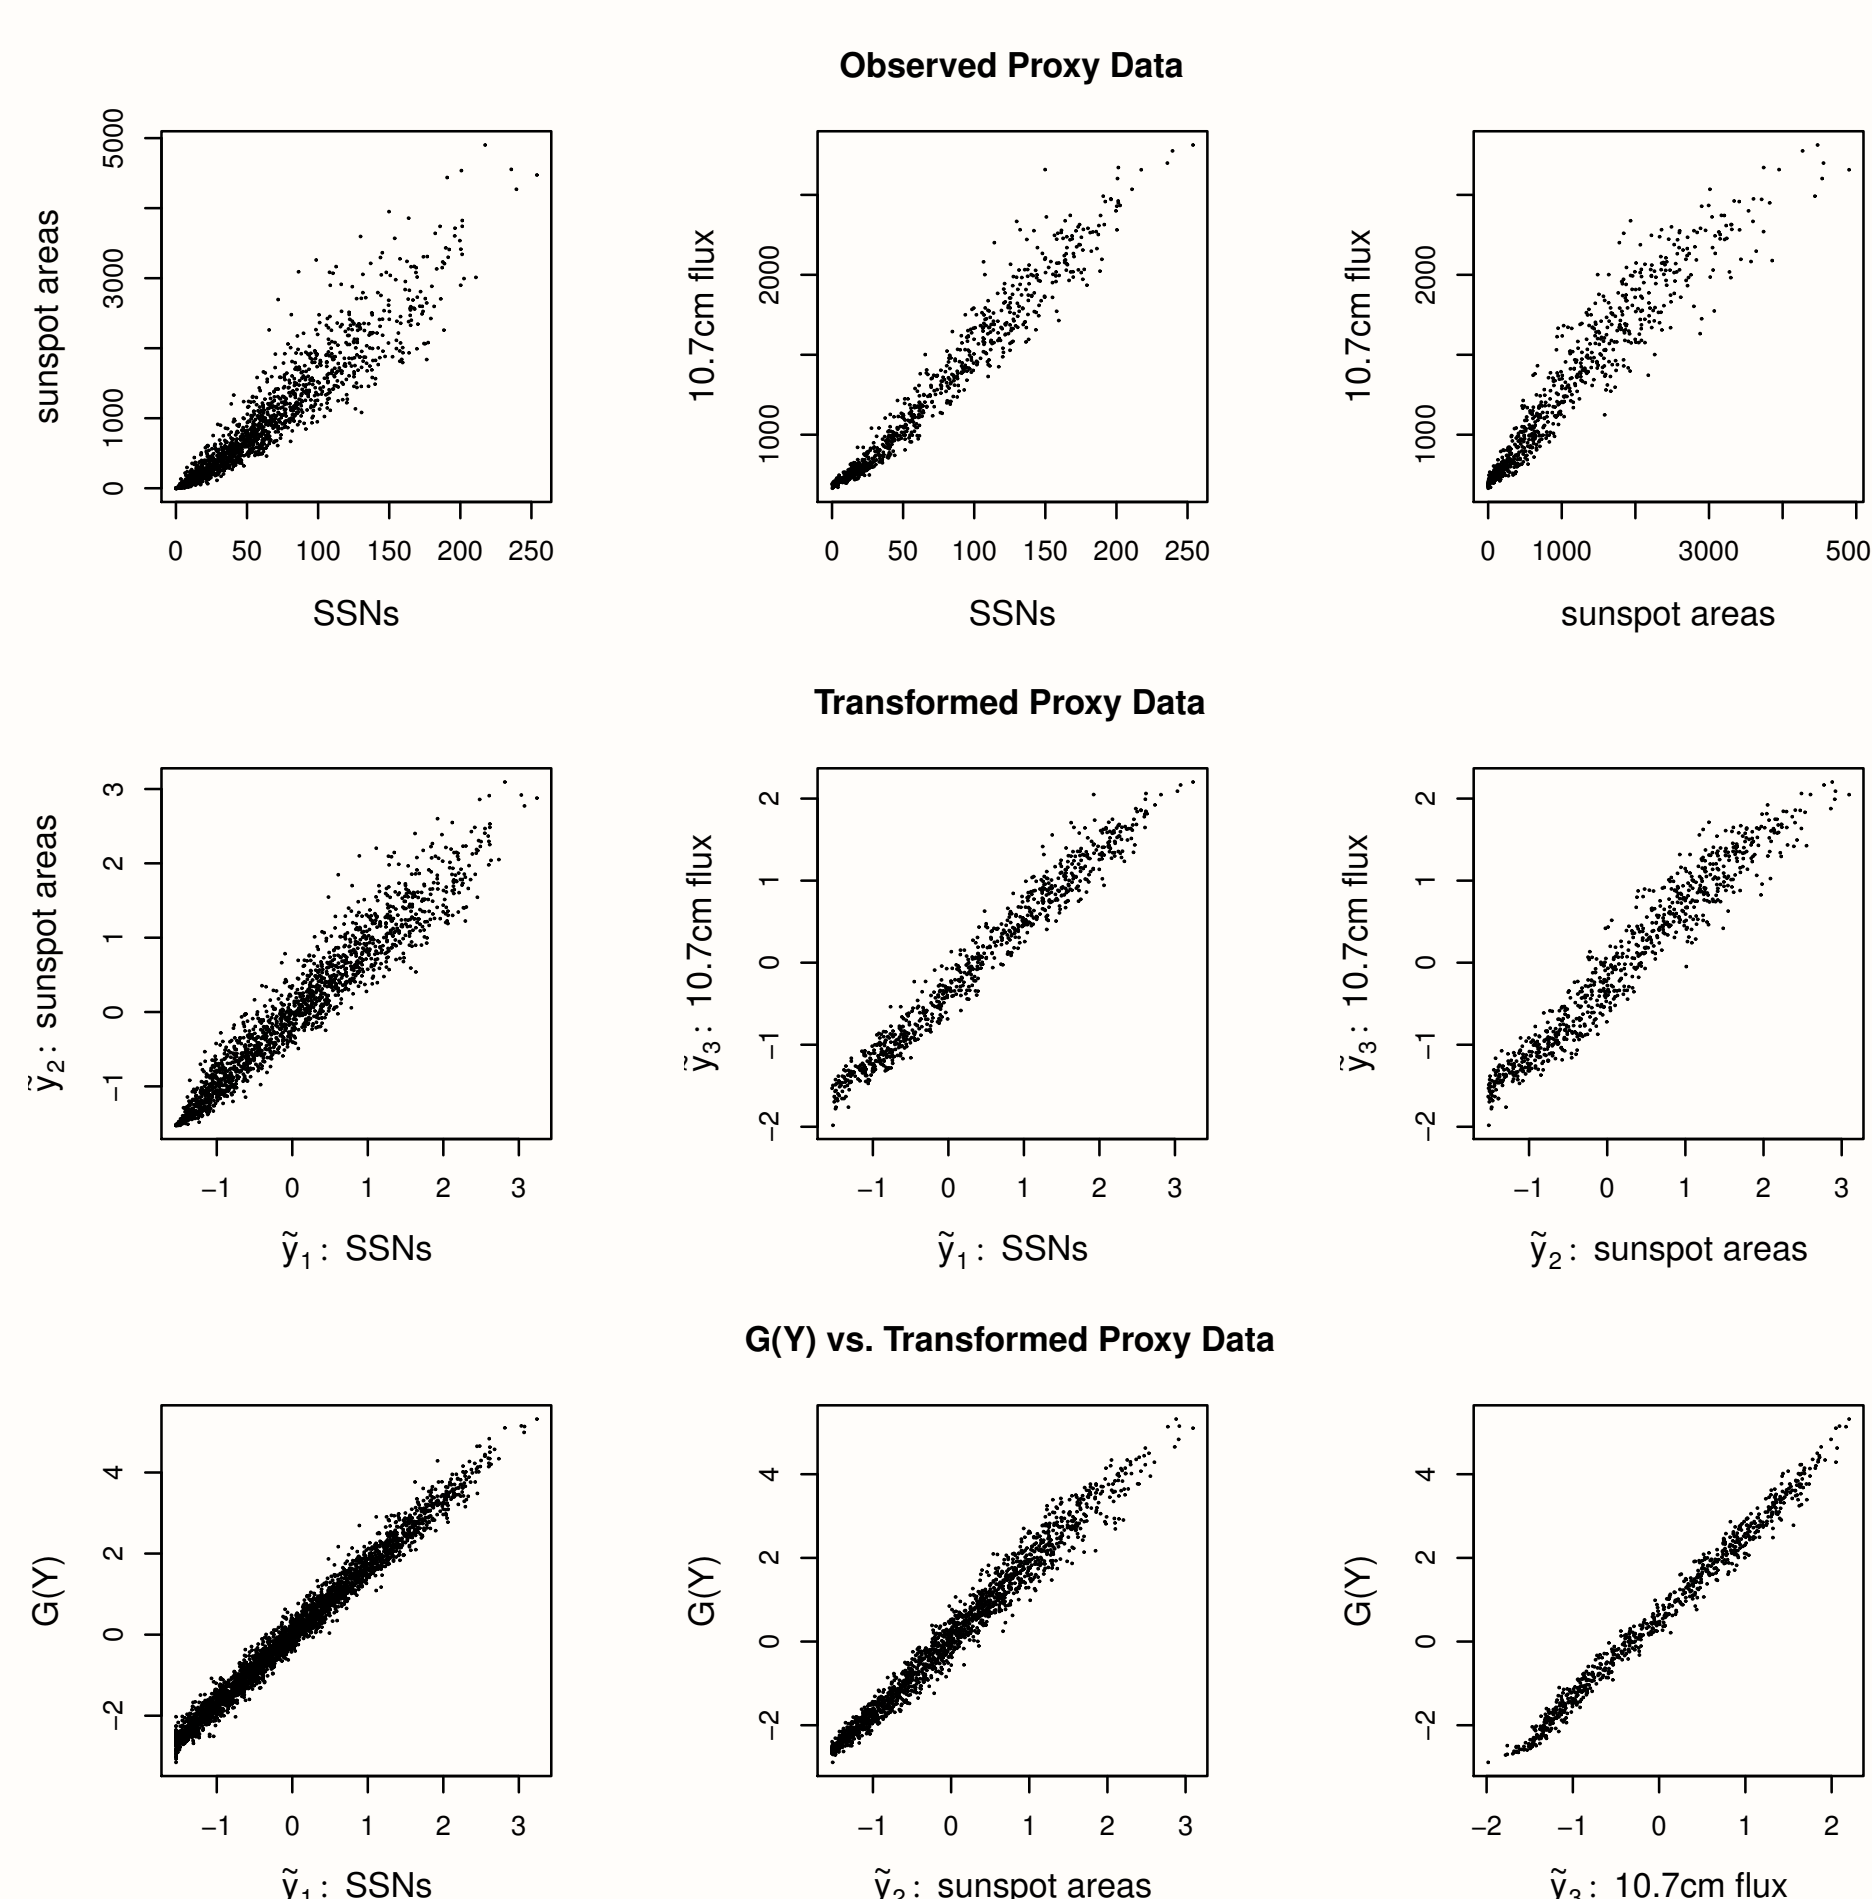 Observed Proxy Data
sunspot areas
0 1000 3000 5000
0 50 100 150 200 250
SSNs
10.7cm flux
1000 2000
0 50 100 150 200 250
SSNs
10.7cm flux
1000 2000
0 1000 3000 500
sunspot areas
Transformed Proxy Data
ỹ2: sunspot areas
−1 0 1 2 3
−1 0 1 2 3
ỹ1: SSNs
ỹ3: 10.7cm flux
−2 −1 0 1 2
−1 0 1 2 3
ỹ1: SSNs
ỹ3: 10.7cm flux
−2 −1 0 1 2
−1 0 1 2 3
ỹ2: sunspot areas
G(Y) vs. Transformed Proxy Data
G(Y)
−2 0 2 4
−1 0 1 2 3
ỹ1: SSNs
G(Y)
−2 0 2 4
−1 0 1 2 3
ỹ2: sunspot areas
G(Y)
−2 0 2 4
−2 −1 0 1 2
ỹ3: 10.7cm flux